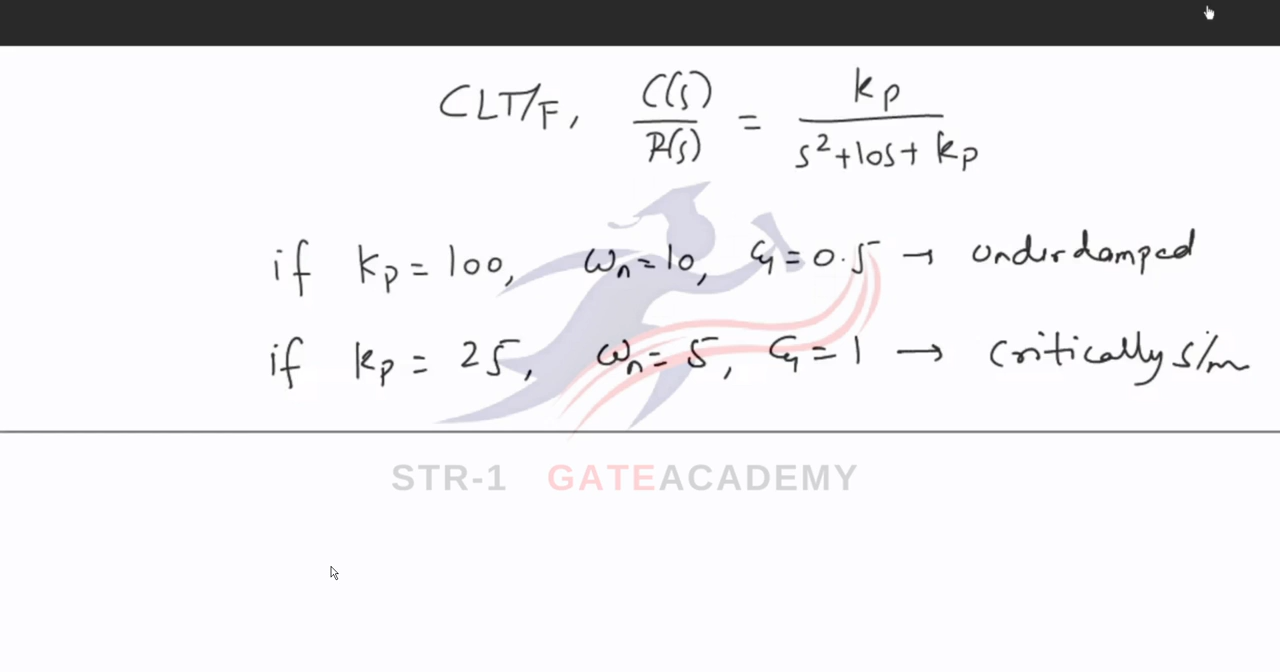 CLT/F, C(s)/R(s) = kp/(s²+10s+kp)
if kp = 100, ωn = 10, ζ = 0.5 → underdamped
if kp = 25, ωn = 5, ζ = 1 → critically s/m
STR-1 GATEACADEMY